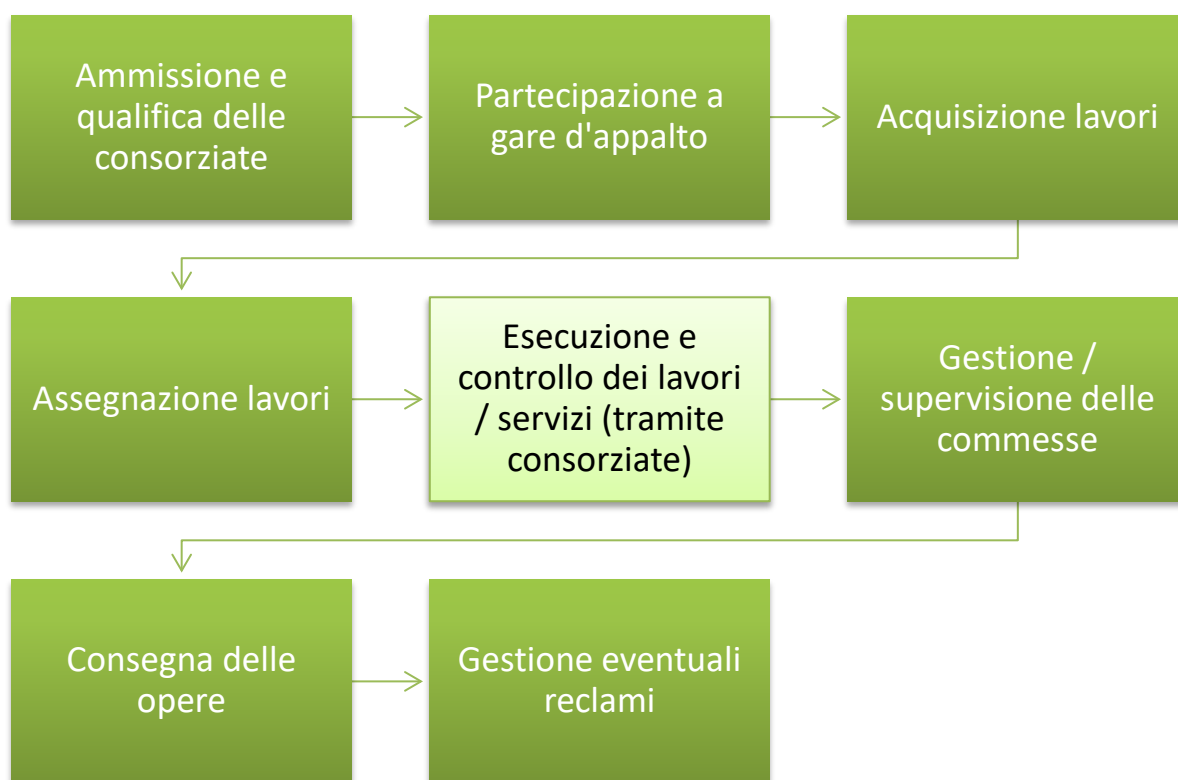 Ammissione e
qualifica delle
consorziate
Partecipazione a
gare d'appalto
Acquisizione lavori
Assegnazione lavori
Esecuzione e
controllo dei lavori
/ servizi (tramite
consorziate)
Gestione /
supervisione delle
commesse
Consegna delle
opere
Gestione eventuali
reclami